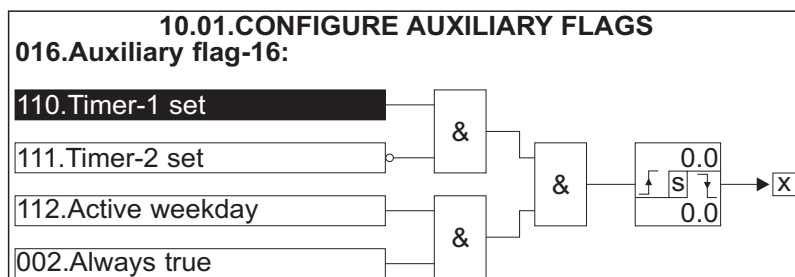 10.01.CONFIGURE AUXILIARY FLAGS
016.Auxiliary flag-16:
110.Timer-1 set
&
111.Timer-2 set
0.0
&
S
X
112.Active weekday
0.0
&
002.Always true